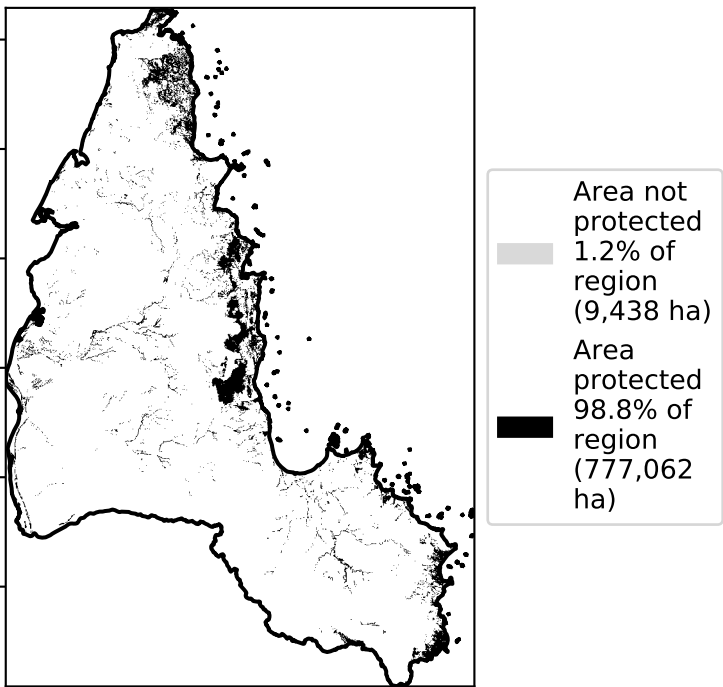 Area not
protected
1.2% of
region
(9,438 ha)
Area
protected
98.8% of
region
(777,062
ha)